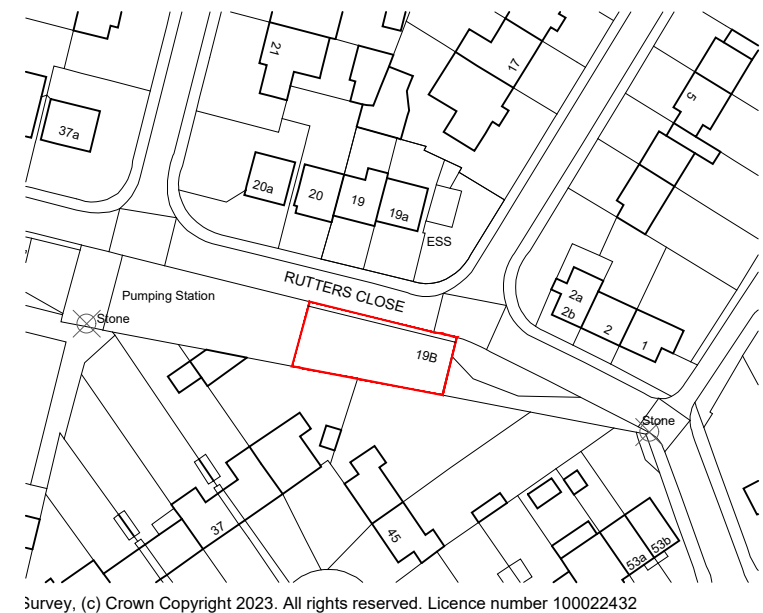 21
17
5
37a
20a
20
19
19a
ESS
RUTTERS CLOSE
Pumping Station
Stone
2a
2b
2
1
19B
Stone
37
45
53a
53b
Survey, (c) Crown Copyright 2023. All rights reserved. Licence number 100022432